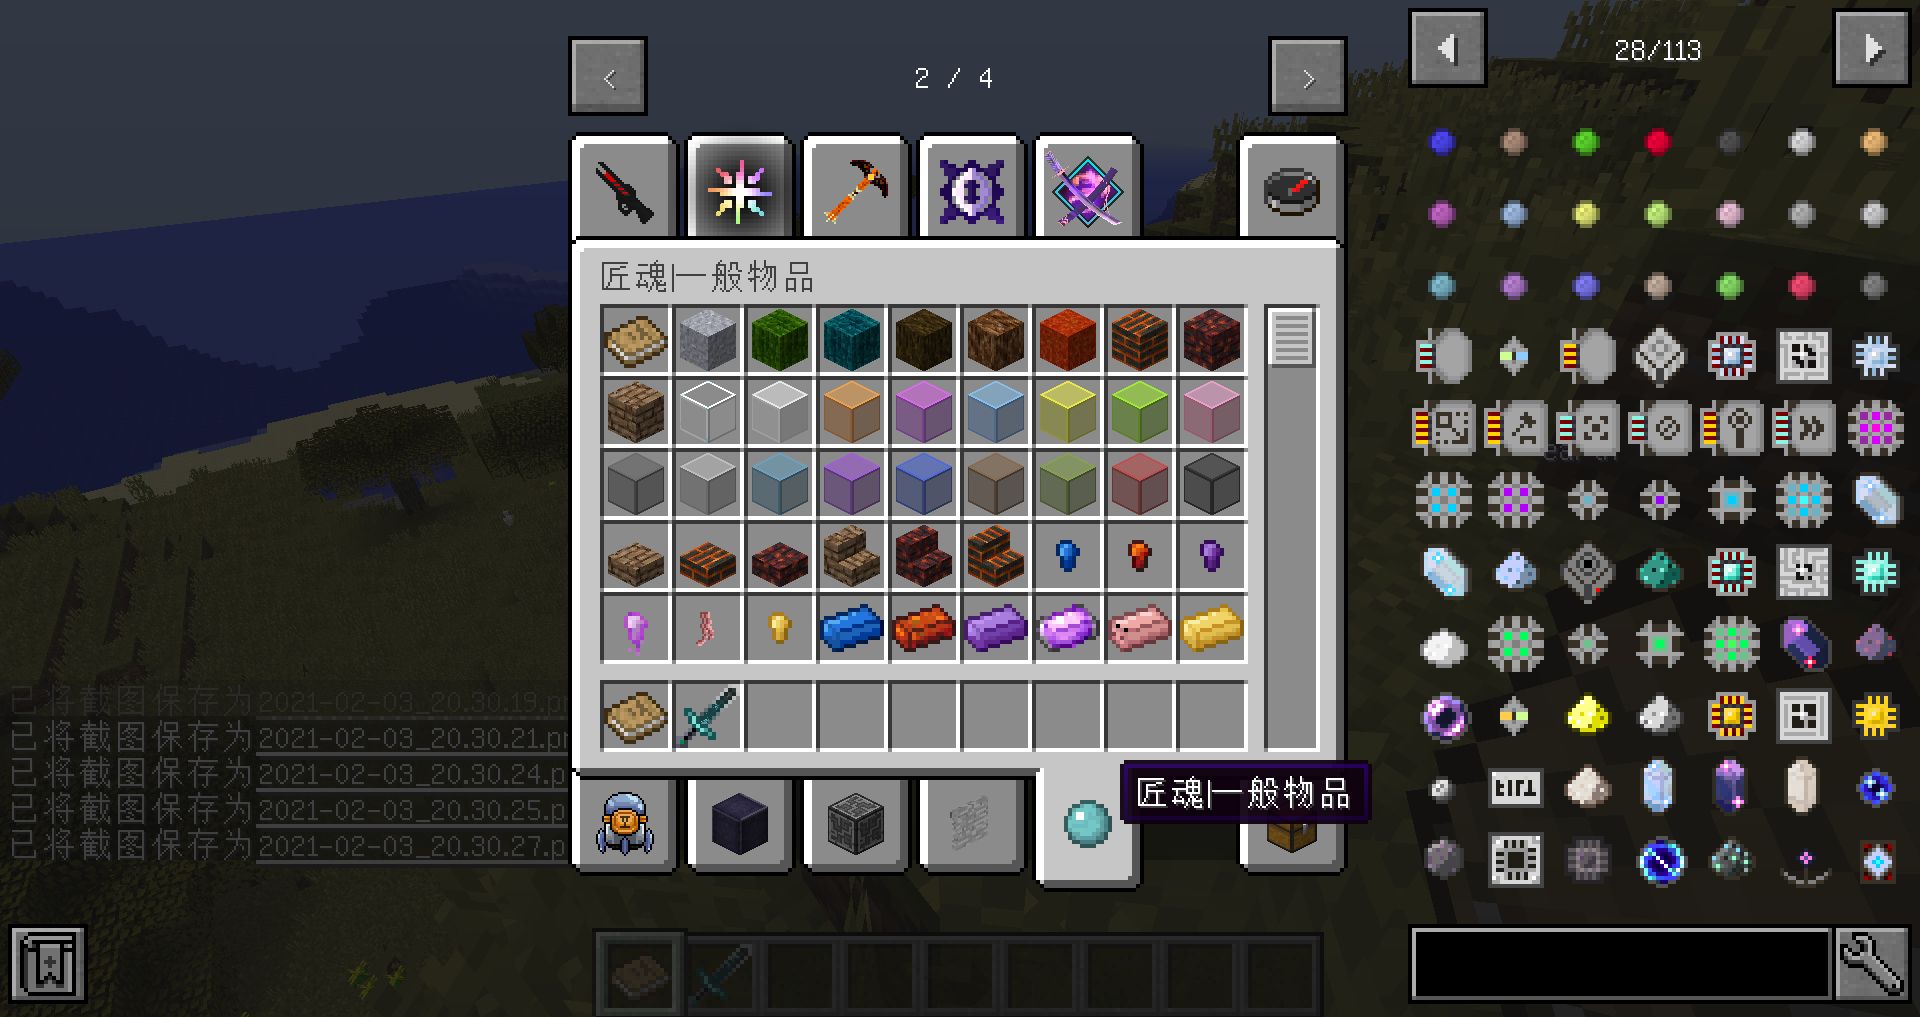 2 / 4
28/113
匠魂|一般物品
匠魂|一般物品
已将截图保存为2021-02-03_20.30.19.pr
已将截图保存为2021-02-03_20.30.21.pr
已将截图保存为2021-02-03_20.30.24.p
已将截图保存为2021-02-03_20.30.25.p
已将截图保存为2021-02-03_20.30.27.p